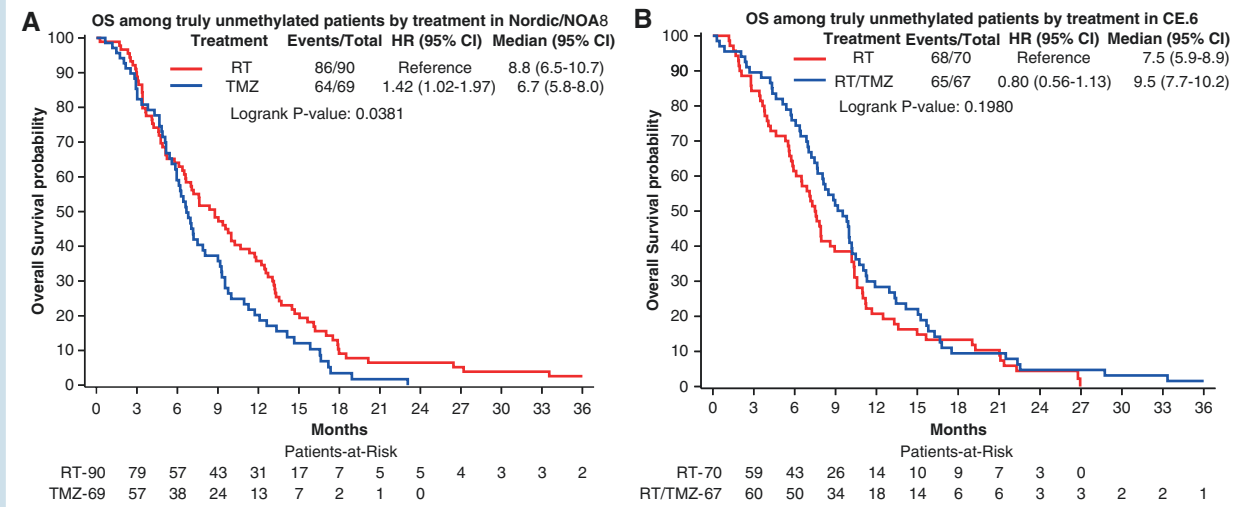 A
OS among truly unmethylated patients by treatment in Nordic/NOA8
Treatment Events/Total HR (95% CI) Median (95% CI)
RT 86/90 Reference 8.8 (6.5-10.7)
TMZ 64/69 1.42 (1.02-1.97) 6.7 (5.8-8.0)
Logrank P-value: 0.0381
Overall Survival probability
100
90
80
70
60
50
40
30
20
10
0
0 3 6 9 12 15 18 21 24 27 30 33 36
Months
Patients-at-Risk
RT-90 79 57 43 31 17 7 5 5 4 3 3 2
TMZ-69 57 38 24 13 7 2 1 0
B
OS among truly unmethylated patients by treatment in CE.6
Treatment Events/Total HR (95% CI) Median (95% CI)
RT 68/70 Reference 7.5 (5.9-8.9)
RT/TMZ 65/67 0.80 (0.56-1.13) 9.5 (7.7-10.2)
Logrank P-value: 0.1980
Overall Survival probability
100
90
80
70
60
50
40
30
20
10
0
0 3 6 9 12 15 18 21 24 27 30 33 36
Months
Patients-at-Risk
RT-70 59 43 26 14 10 9 7 3 0
RT/TMZ-67 60 50 34 18 14 6 6 3 3 2 2 1